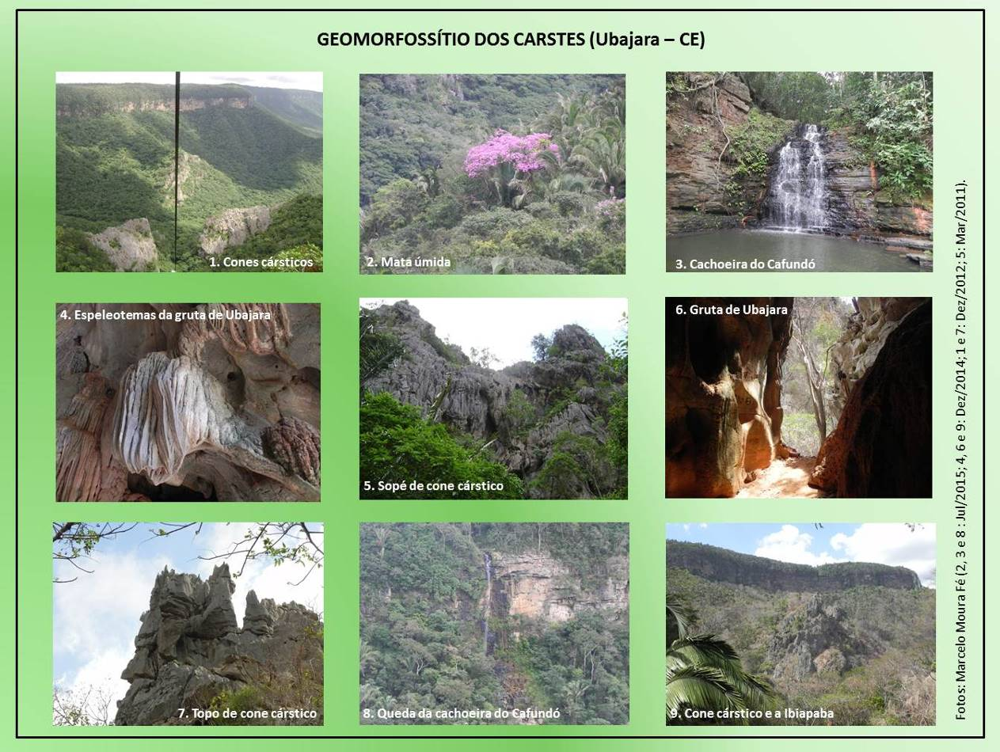 GEOMORFOSSÍTIO DOS CARSTES (Ubajara – CE)
1. Cones cársticos
2. Mata úmida
3. Cachoeira do Cafundó
4. Espeleotemas da gruta de Ubajara
5. Sopé de cone cárstico
6. Gruta de Ubajara
7. Topo de cone cárstico
8. Queda da cachoeira do Cafundó
9. Cone cárstico e a Ibiapaba
Fotos: Marcelo Moura Fé (2, 3 e 8 : Jul/2015; 4, 6 e 9: Dez/2014; 1 e 7: Dez/2012; 5: Mar/2011).